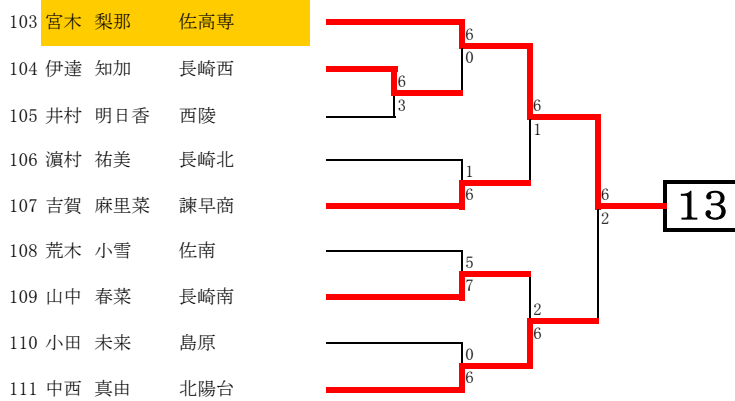 103 宮木 梨那 佐高専
6
0
104 伊達 知加 長崎西
6
3
105 井村 明日香 西陵
6
1
106 濵村 祐美 長崎北
1
6
107 吉賀 麻里菜 諫早商
6
2
13
108 荒木 小雪 佐南
5
7
109 山中 春菜 長崎南
2
6
110 小田 未来 島原
0
6
111 中西 真由 北陽台